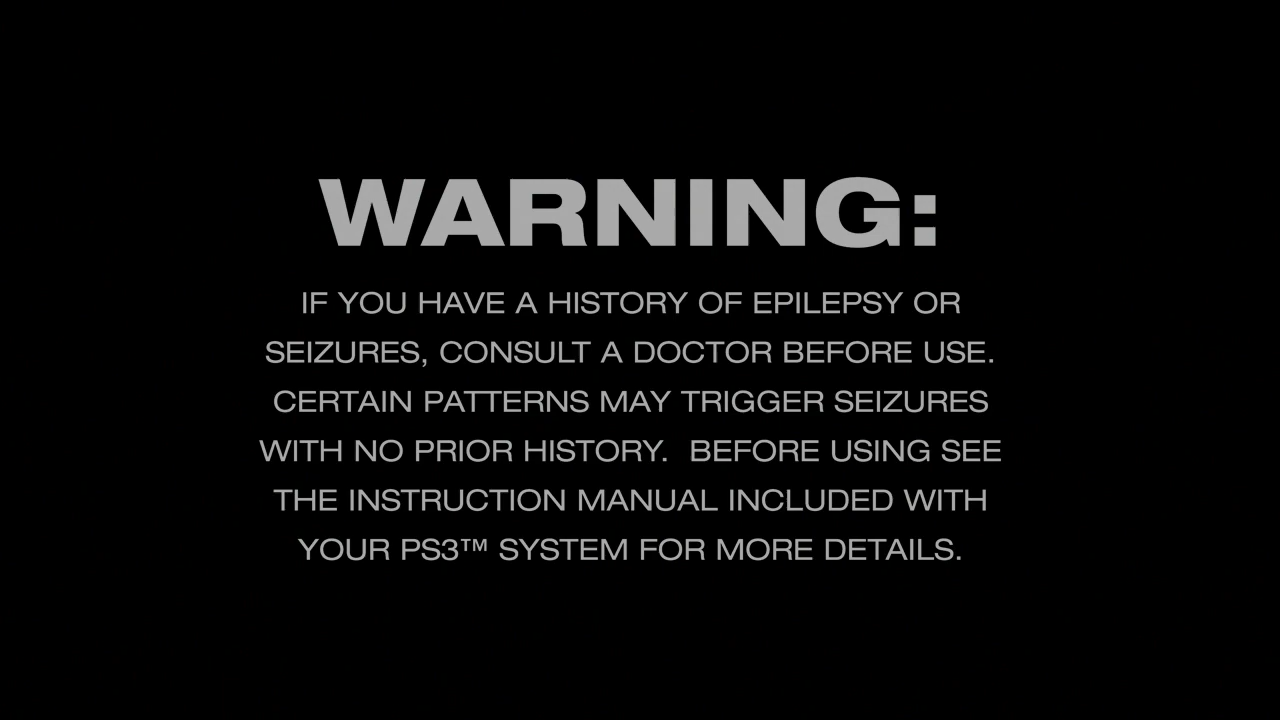 WARNING:
IF YOU HAVE A HISTORY OF EPILEPSY OR
SEIZURES, CONSULT A DOCTOR BEFORE USE.
CERTAIN PATTERNS MAY TRIGGER SEIZURES
WITH NO PRIOR HISTORY.  BEFORE USING SEE
THE INSTRUCTION MANUAL INCLUDED WITH
YOUR PS3™ SYSTEM FOR MORE DETAILS.